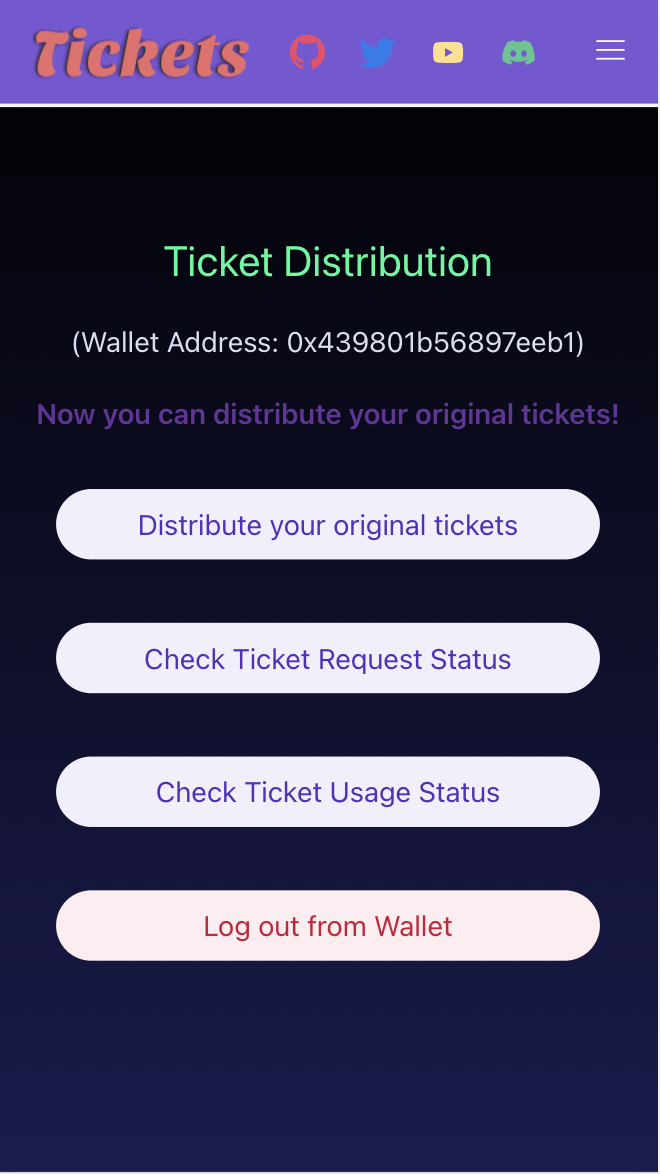 Tickets
Ticket Distribution
(Wallet Address: 0x439801b56897eeb1)
Now you can distribute your original tickets!
Distribute your original tickets
Check Ticket Request Status
Check Ticket Usage Status
Log out from Wallet